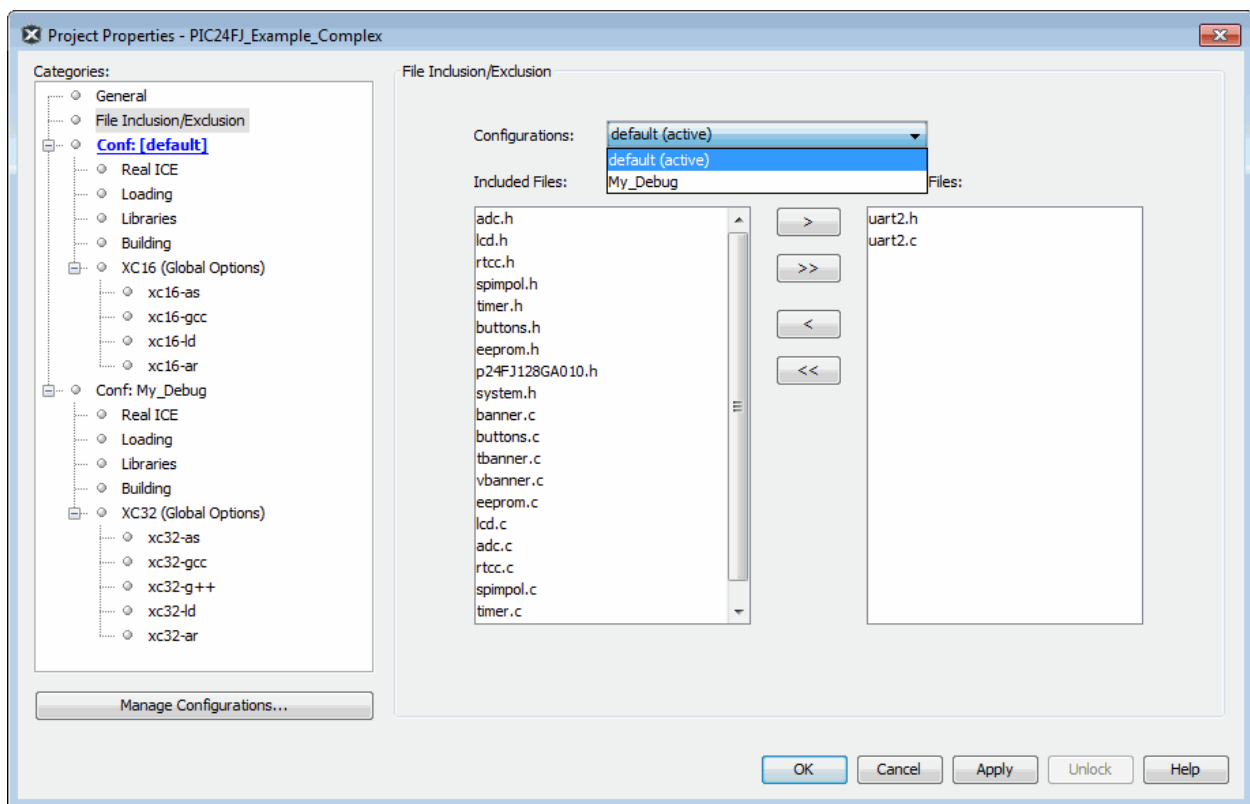 Project Properties - PIC24FJ_Example_Complex
Categories:
General
File Inclusion/Exclusion
Conf: [default]
Real ICE
Loading
Libraries
Building
XC16 (Global Options)
xc16-as
xc16-gcc
xc16-ld
xc16-ar
Conf: My_Debug
Real ICE
Loading
Libraries
Building
XC32 (Global Options)
xc32-as
xc32-gcc
xc32-g++
xc32-ld
xc32-ar
Manage Configurations...
File Inclusion/Exclusion
Configurations:
default (active)
default (active)
My_Debug
Included Files:
Files:
adc.h
lcd.h
rtcc.h
spimpol.h
timer.h
buttons.h
eeprom.h
p24FJ128GA010.h
system.h
banner.c
buttons.c
tbanner.c
vbanner.c
eeprom.c
lcd.c
adc.c
rtcc.c
spimpol.c
timer.c
>
>>
<
<<
uart2.h
uart2.c
OK
Cancel
Apply
Unlock
Help